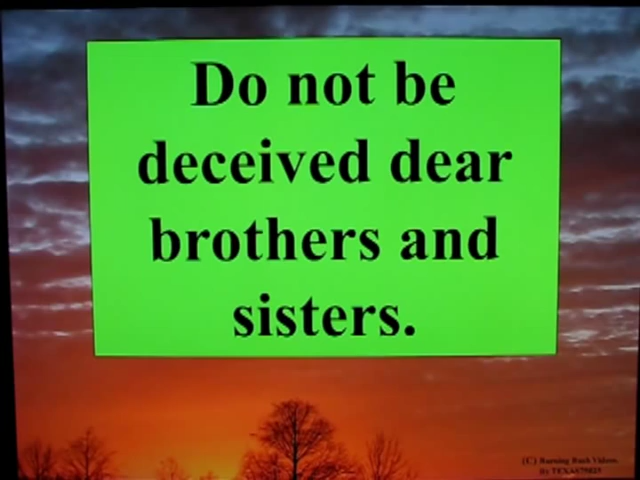 Do not be
deceived dear
brothers and
sisters.
(C) Burning Bush Videos